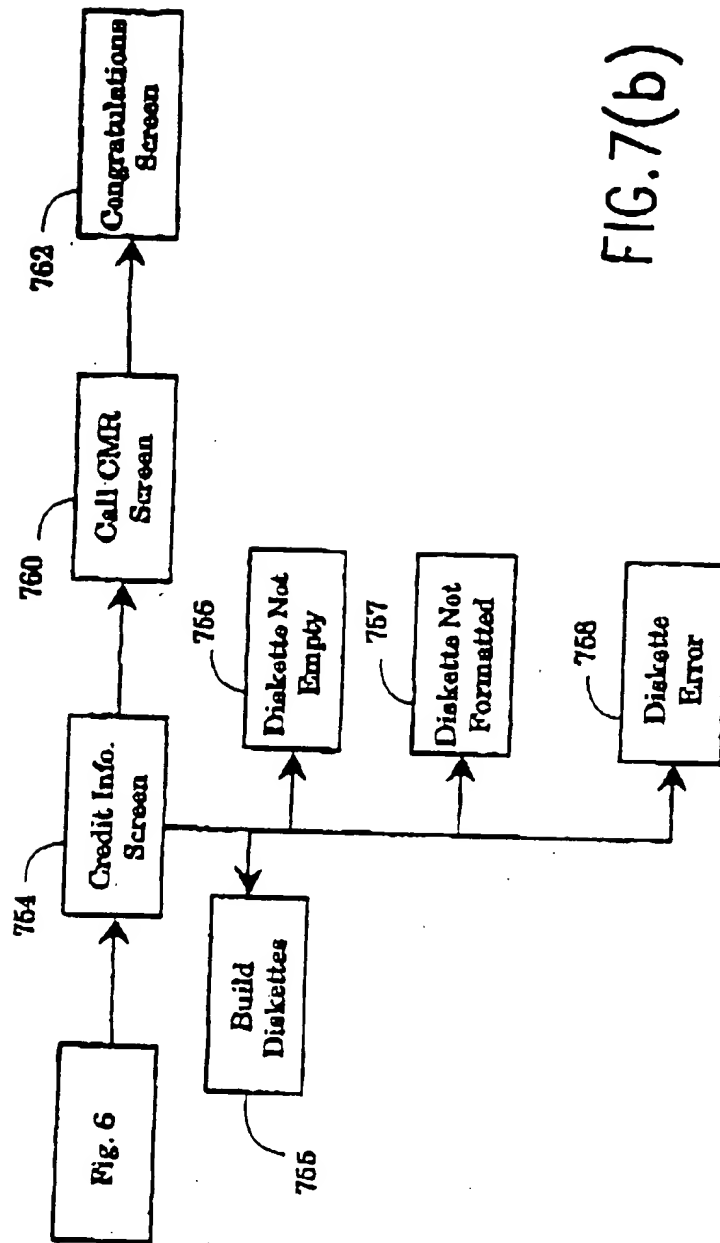 Fig. 6
754
Credit Info.
Screen
760
Call CMR
Screen
762
Congratulations
Screen
755
Build
Diskettes
756
Diskette Not
Empty
757
Diskette Not
Formatted
758
Diskette
Error
FIG.7(b)